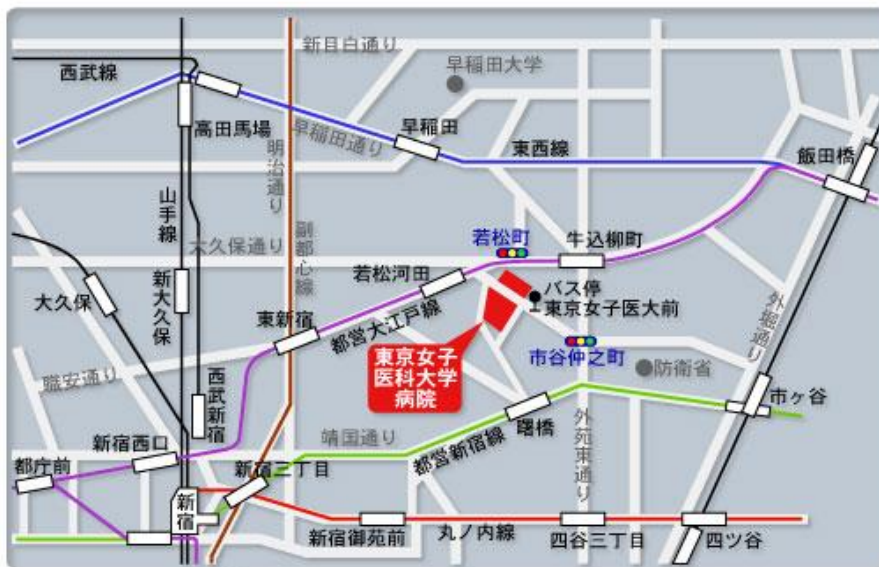 新目白通り
西武線
早稲田大学
高田馬場
早稲田通り
早稲田
東西線
飯田橋
明治通り
山手線
副都心線
大久保通り
若松町
牛込柳町
若松河田
バス停
東京女子医大前
大久保
新大久保
東新宿
都営大江戸線
外堀通り
市谷仲之町
防衛省
東京女子
医科大学
病院
職安通り
西武新宿
市ヶ谷
新宿西口
靖国通り
都営新宿線
曙橋
外苑東通り
都庁前
新宿三丁目
新宿
新宿御苑前
丸ノ内線
四谷三丁目
四ツ谷